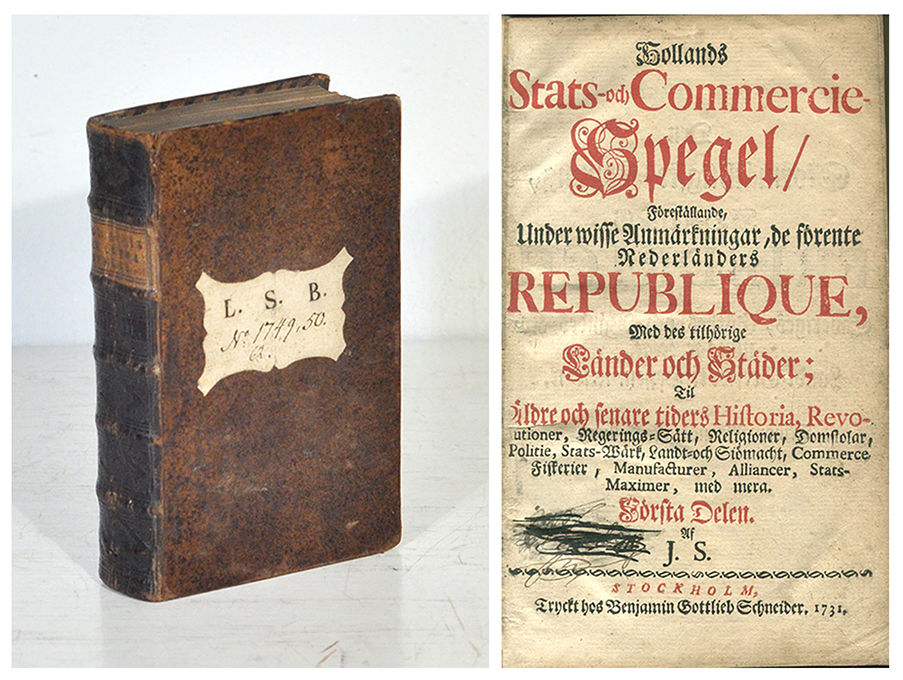 L. S. B.
No. 1749, 50.
Hollands
Stats-och Commercie-
Spegel/
Föreställande,
Under wisse Anmärkningar, de förente
Nederländers
REPUBLIQUE,
Med des tilhörige
Länder och Städer;
Til
Äldre och senare tiders Historia, Revo-
lutioner, Regerings-Sätt, Religioner, Domstolar,
Politie, Stats-Wärk, Landt-och Siömacht, Commerce
Fiskerier, Manufacturer, Alliancer, Stats-
Maximer, med mera.
Första Delen.
Af
J. S.
STOCKHOLM,
Tryckt hos Benjamin Gottlieb Schneider. 1731.